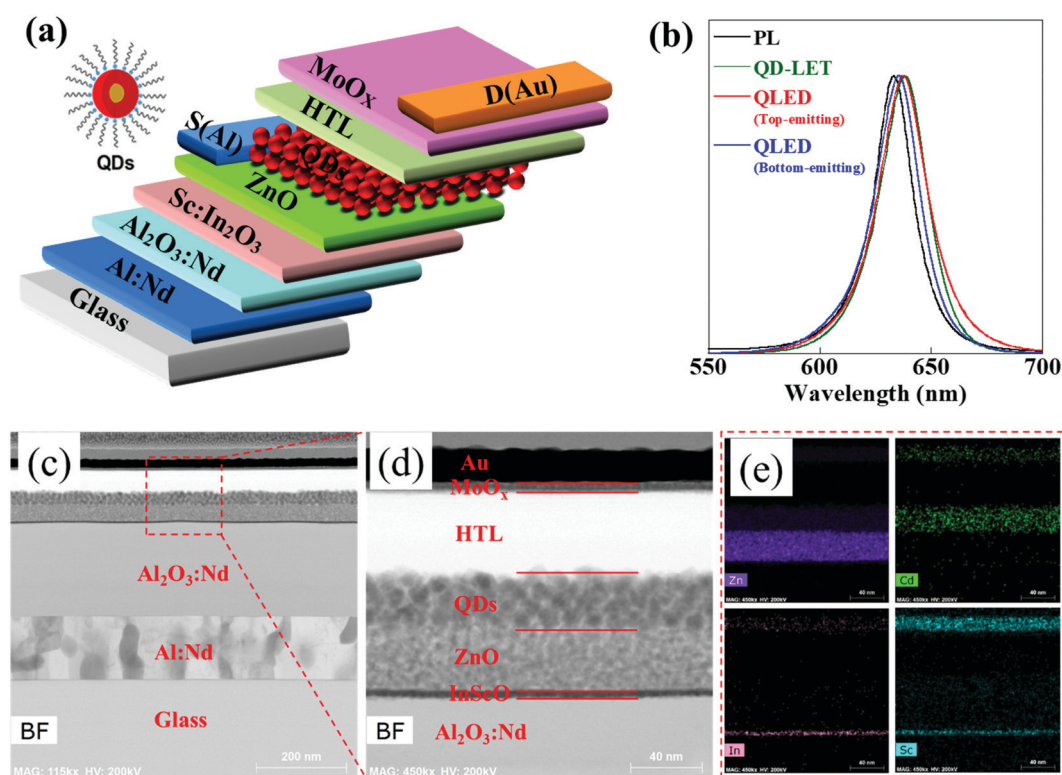 (a)
QDs
MoOₓ
D(Au)
HTL
S(Al)
QDs
ZnO
Sc:In₂O₃
Al₂O₃:Nd
Al:Nd
Glass
(b)
PL
QD-LET
QLED
(Top-emitting)
QLED
(Bottom-emitting)
550 600 650 700
Wavelength (nm)
(c)
Al₂O₃:Nd
Al:Nd
Glass
BF
200 nm
MAG: 115kx HV: 200kV
(d)
Au
MoOₓ
HTL
QDs
ZnO
InScO
Al₂O₃:Nd
BF
40 nm
MAG: 450kx HV: 200kV
(e)
Zn
40 nm
MAG: 450kx HV: 200kV
Cd
40 nm
MAG: 450kx HV: 200kV
In
40 nm
MAG: 450kx HV: 200kV
Sc
40 nm
MAG: 450kx HV: 200kV